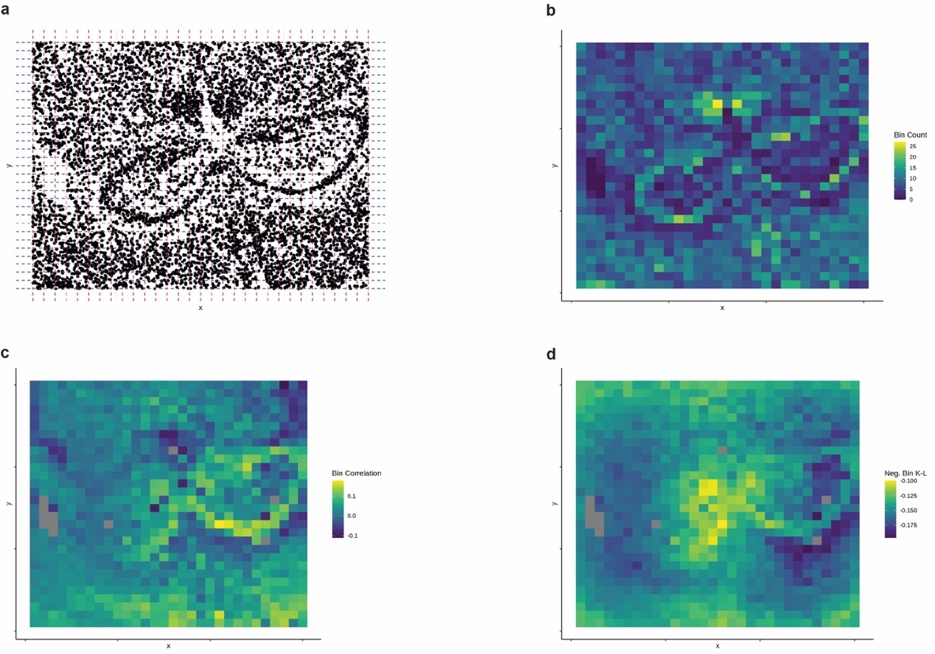 a
b
y
x
y
x
Bin Count
25
20
15
10
5
0
c
d
y
x
Bin Correlation
0.1
0.0
-0.1
y
x
Neg. Bin K-L
-0.100
-0.125
-0.150
-0.175